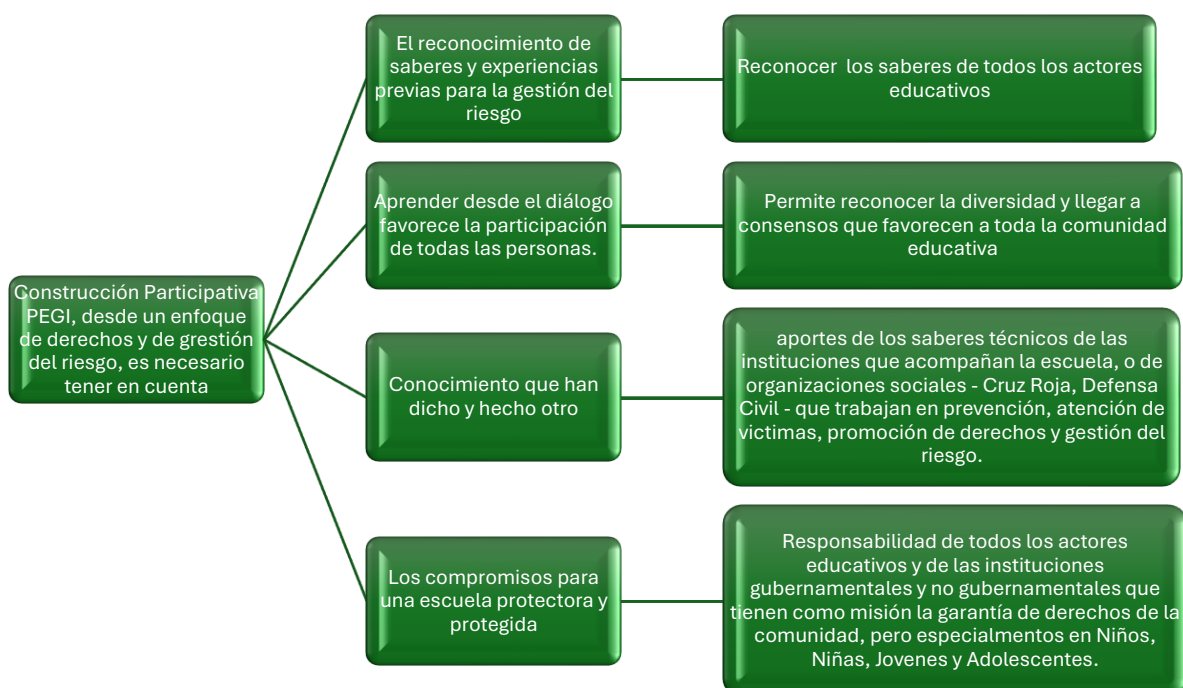 El reconocimiento de
saberes y experiencias
previas para la gestión del
riesgo
Reconocer los saberes de todos los actores
educativos
Aprender desde el diálogo
favorece la participación
de todas las personas.
Permite reconocer la diversidad y llegar a
consensos que favorecen a toda la comunidad
educativa
Construcción Participativa
PEGI, desde un enfoque
de derechos y de grestión
del riesgo, es necesario
tener en cuenta
Conocimiento que han
dicho y hecho otro
aportes de los saberes técnicos de las
instituciones que acompañan la escuela, o de
organizaciones sociales - Cruz Roja, Defensa
Civil - que trabajan en prevención, atención de
victimas, promoción de derechos y gestión del
riesgo.
Los compromisos para
una escuela protectora y
protegida
Responsabilidad de todos los actores
educativos y de las instituciones
gubernamentales y no gubernamentales que
tienen como misión la garantía de derechos de la
comunidad, pero especialmentos en Niños,
Niñas, Jovenes y Adolescentes.